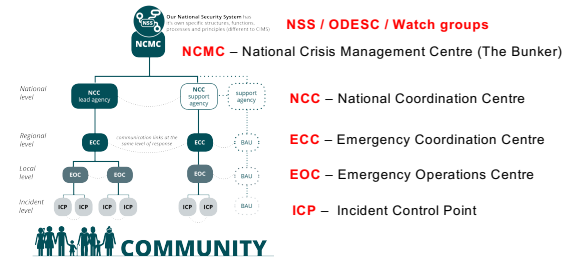 Our National Security System has
it's own specific structures, functions,
processes and principles (different to CIMS)
NSS
NCMC
NSS / ODESC / Watch groups
NCMC – National Crisis Management Centre (The Bunker)
National
level
NCC
lead agency
NCC
support
agency
support
agency
NCC – National Coordination Centre
Regional
level
ECC
communication links at the
same level of response
ECC
BAU
ECC – Emergency Coordination Centre
Local
level
EOC
EOC
EOC
BAU
EOC – Emergency Operations Centre
Incident
level
ICP
ICP
ICP
ICP
ICP
ICP
BAU
ICP – Incident Control Point
COMMUNITY